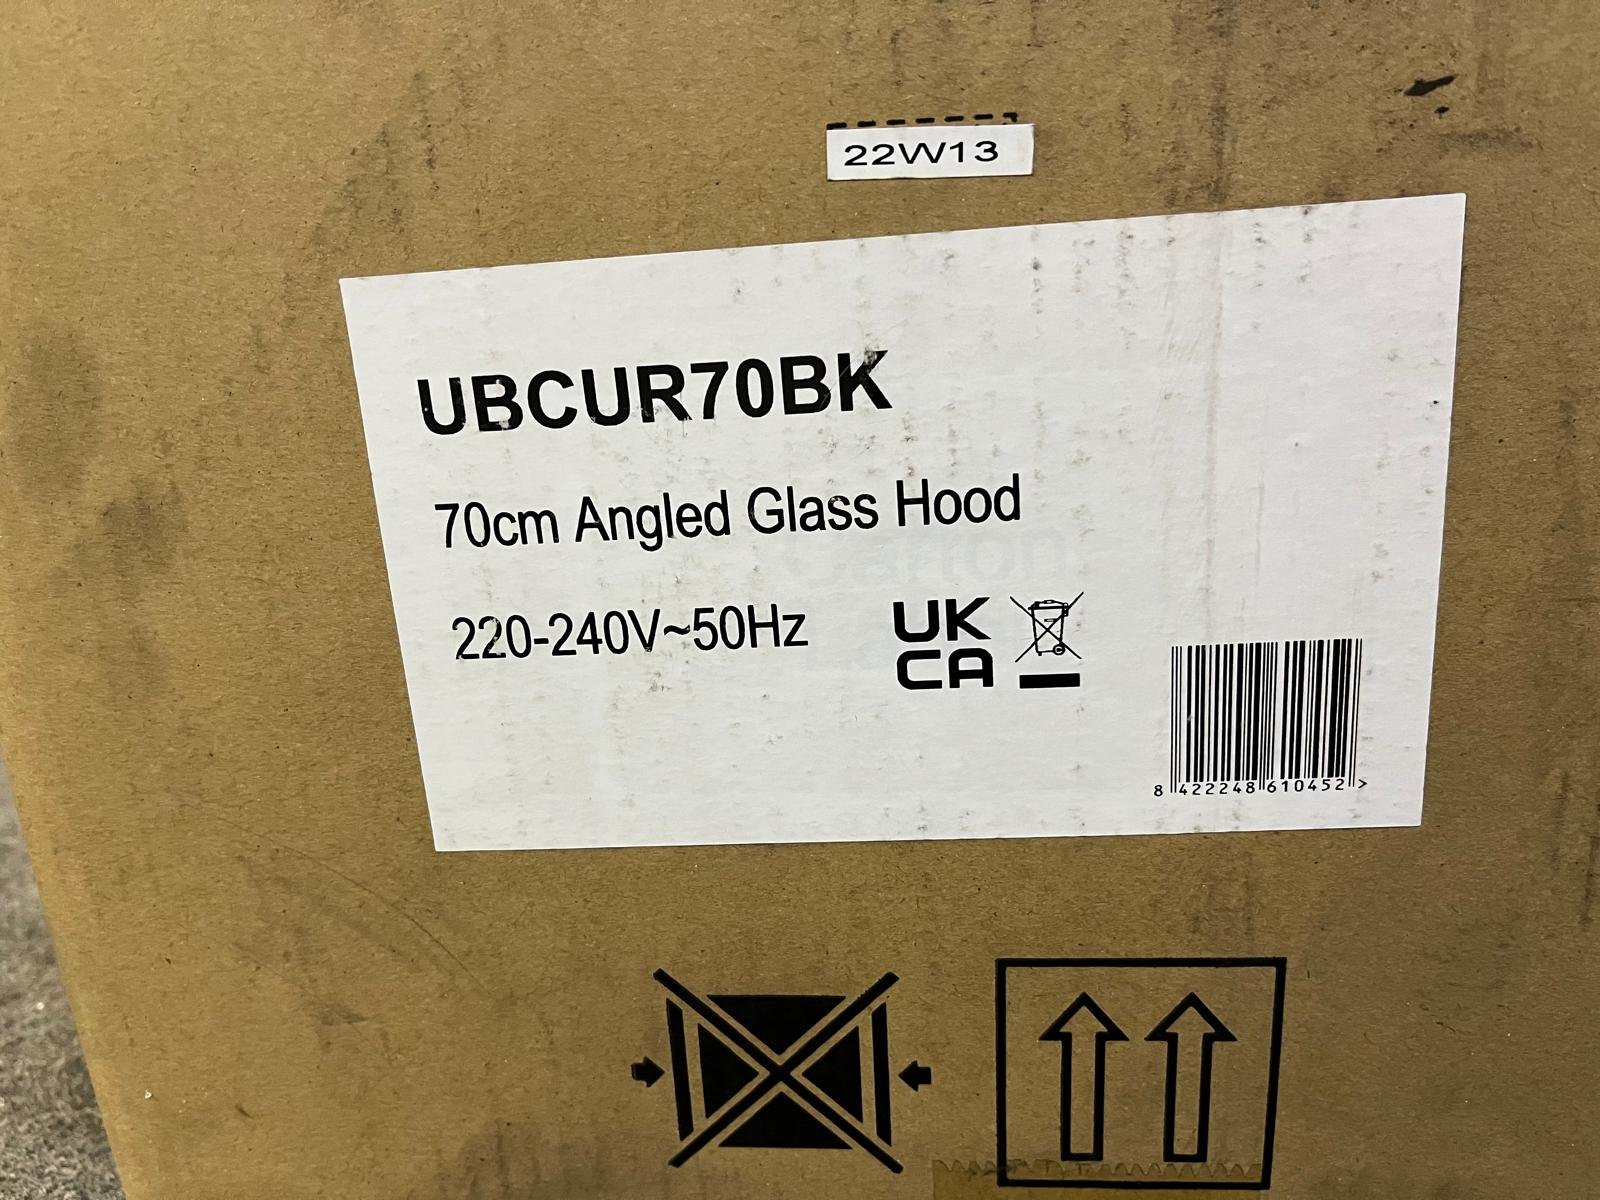 22W13
UBCUR70BK
70cm Angled Glass Hood
220-240V~50Hz
UK
CA
8 422248 610452 >